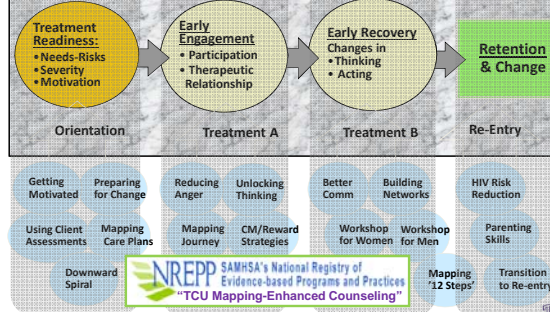 Treatment
Readiness:
•Needs-Risks
•Severity
•Motivation
Early
Engagement
• Participation
• Therapeutic
Relationship
Early Recovery
Changes in
•Thinking
• Acting
Retention
& Change
Orientation
Treatment A
Treatment B
Re-Entry
Getting
Motivated
Preparing
for Change
Reducing
Anger
Unlocking
Thinking
Better
Comm
Building
Networks
HIV Risk
Reduction
Using Client
Assessments
Mapping
Care Plans
Mapping
Journey
CM/Reward
Strategies
Workshop
for Women
Workshop
for Men
Parenting
Skills
Downward
Spiral
Mapping
'12 Steps'
Transition
to Re-entry
NREPP
SAMHSA's National Registry of
Evidence-based Programs and Practices
"TCU Mapping-Enhanced Counseling"